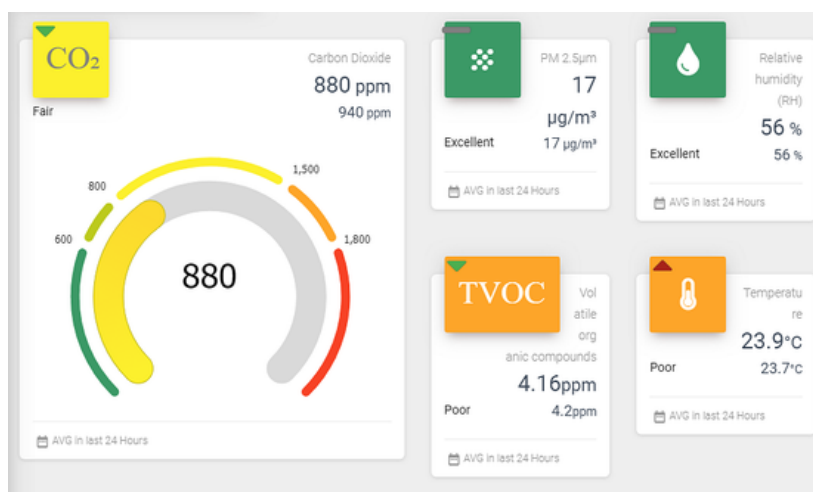 CO₂
Carbon Dioxide
880 ppm
Fair
940 ppm
600
800
1,500
1,800
880
AVG in last 24 Hours
PM 2.5μm
17
μg/m³
Excellent
17 μg/m³
AVG in last 24 Hours
Relative
humidity
(RH)
56 %
Excellent
56 %
AVG in last 24 Hours
TVOC
Vol
atile
org
anic compounds
4.16ppm
Poor
4.2ppm
AVG in last 24 Hours
Temperatu
re
23.9°C
Poor
23.7°C
AVG in last 24 Hours